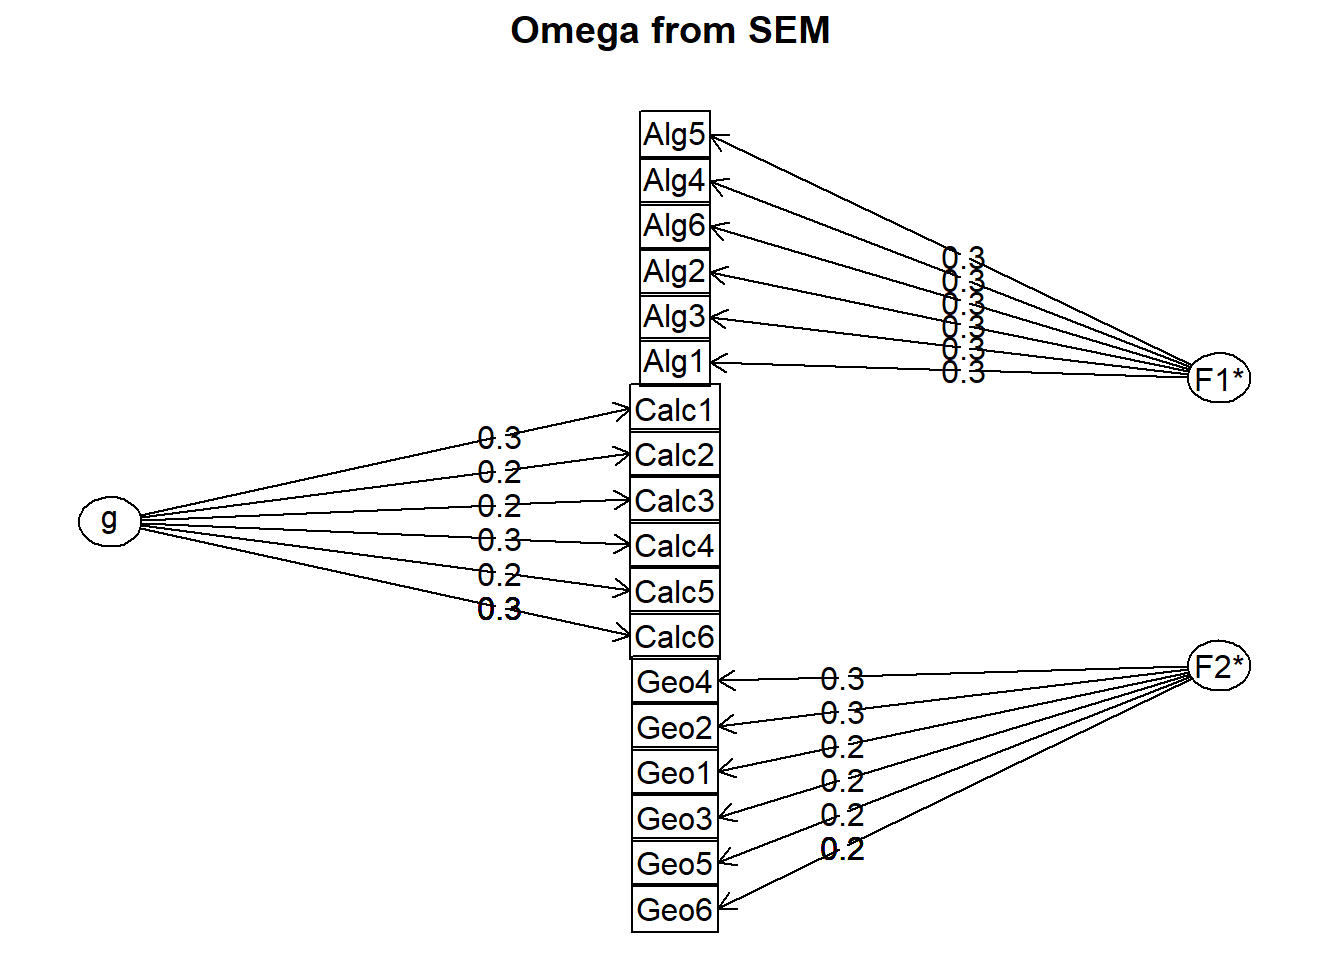 Omega from SEM
Alg5
Alg4
Alg6
Alg2
Alg3
Alg1
0.3
0.3
0.3
0.3
0.3
0.3
F1*
Calc1
Calc2
Calc3
Calc4
Calc5
Calc6
0.3
0.2
0.2
0.3
0.2
0.3
g
Geo4
Geo2
Geo1
Geo3
Geo5
Geo6
0.3
0.3
0.2
0.2
0.2
0.2
F2*